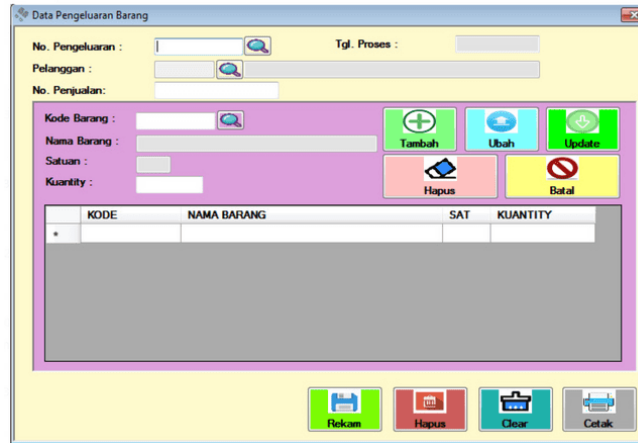 Data Pengeluaran Barang
No. Pengeluaran : Tgl. Proses :
Pelanggan :
No. Penjualan:
Kode Barang :
Nama Barang :
Satuan :
Kuantity :
Tambah Ubah Update
Hapus Batal
KODE NAMA BARANG SAT KUANTITY
*
Rekam Hapus Clear Cetak